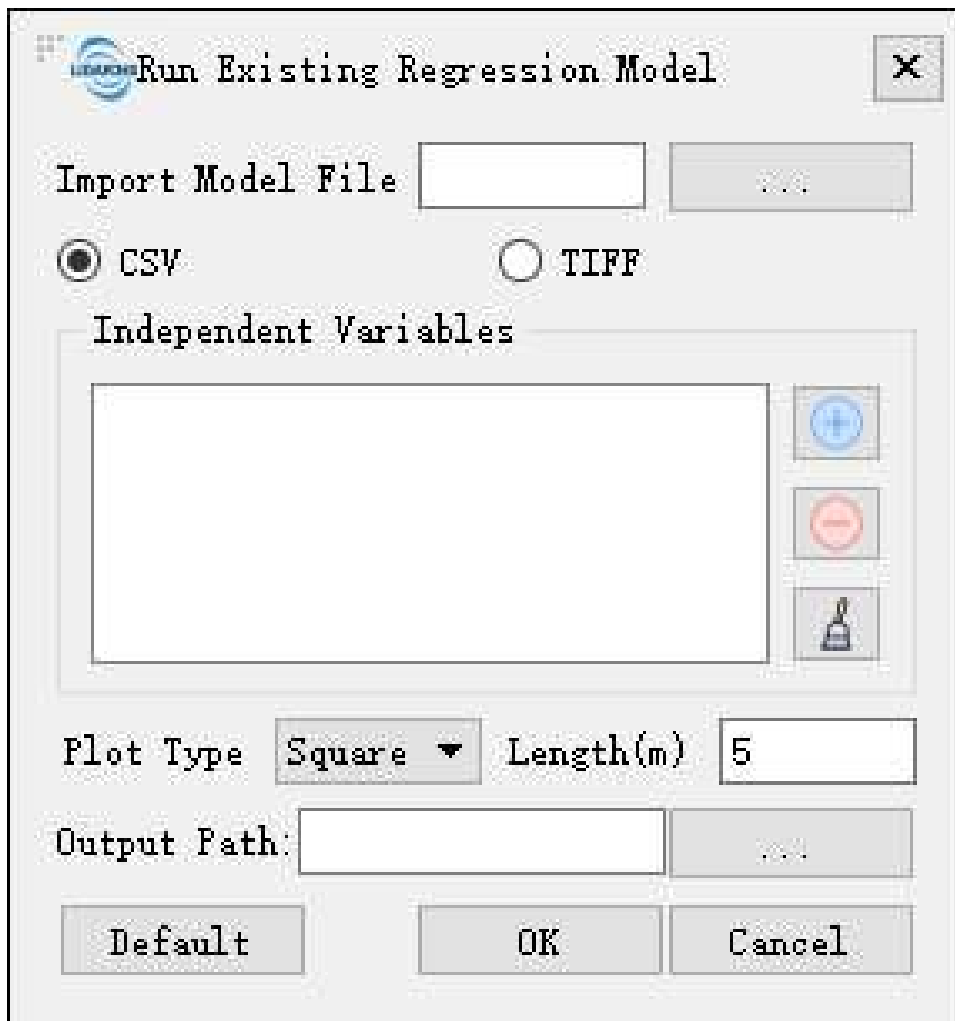 Run Existing Regression Model
Import Model File ...
CSV TIFF
Independent Variables
Plot Type Square Length(m) 5
Output Path: ...
Default OK Cancel